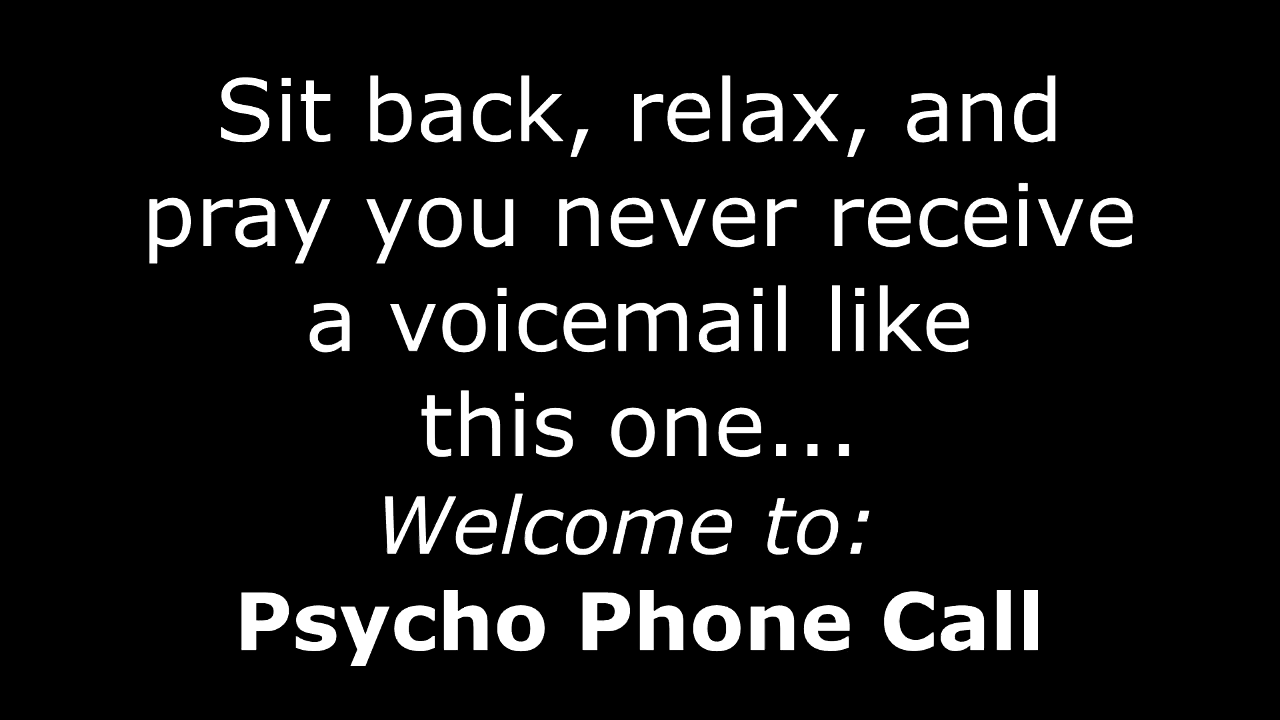 Sit back, relax, and
pray you never receive
a voicemail like
this one...
Welcome to:
Psycho Phone Call